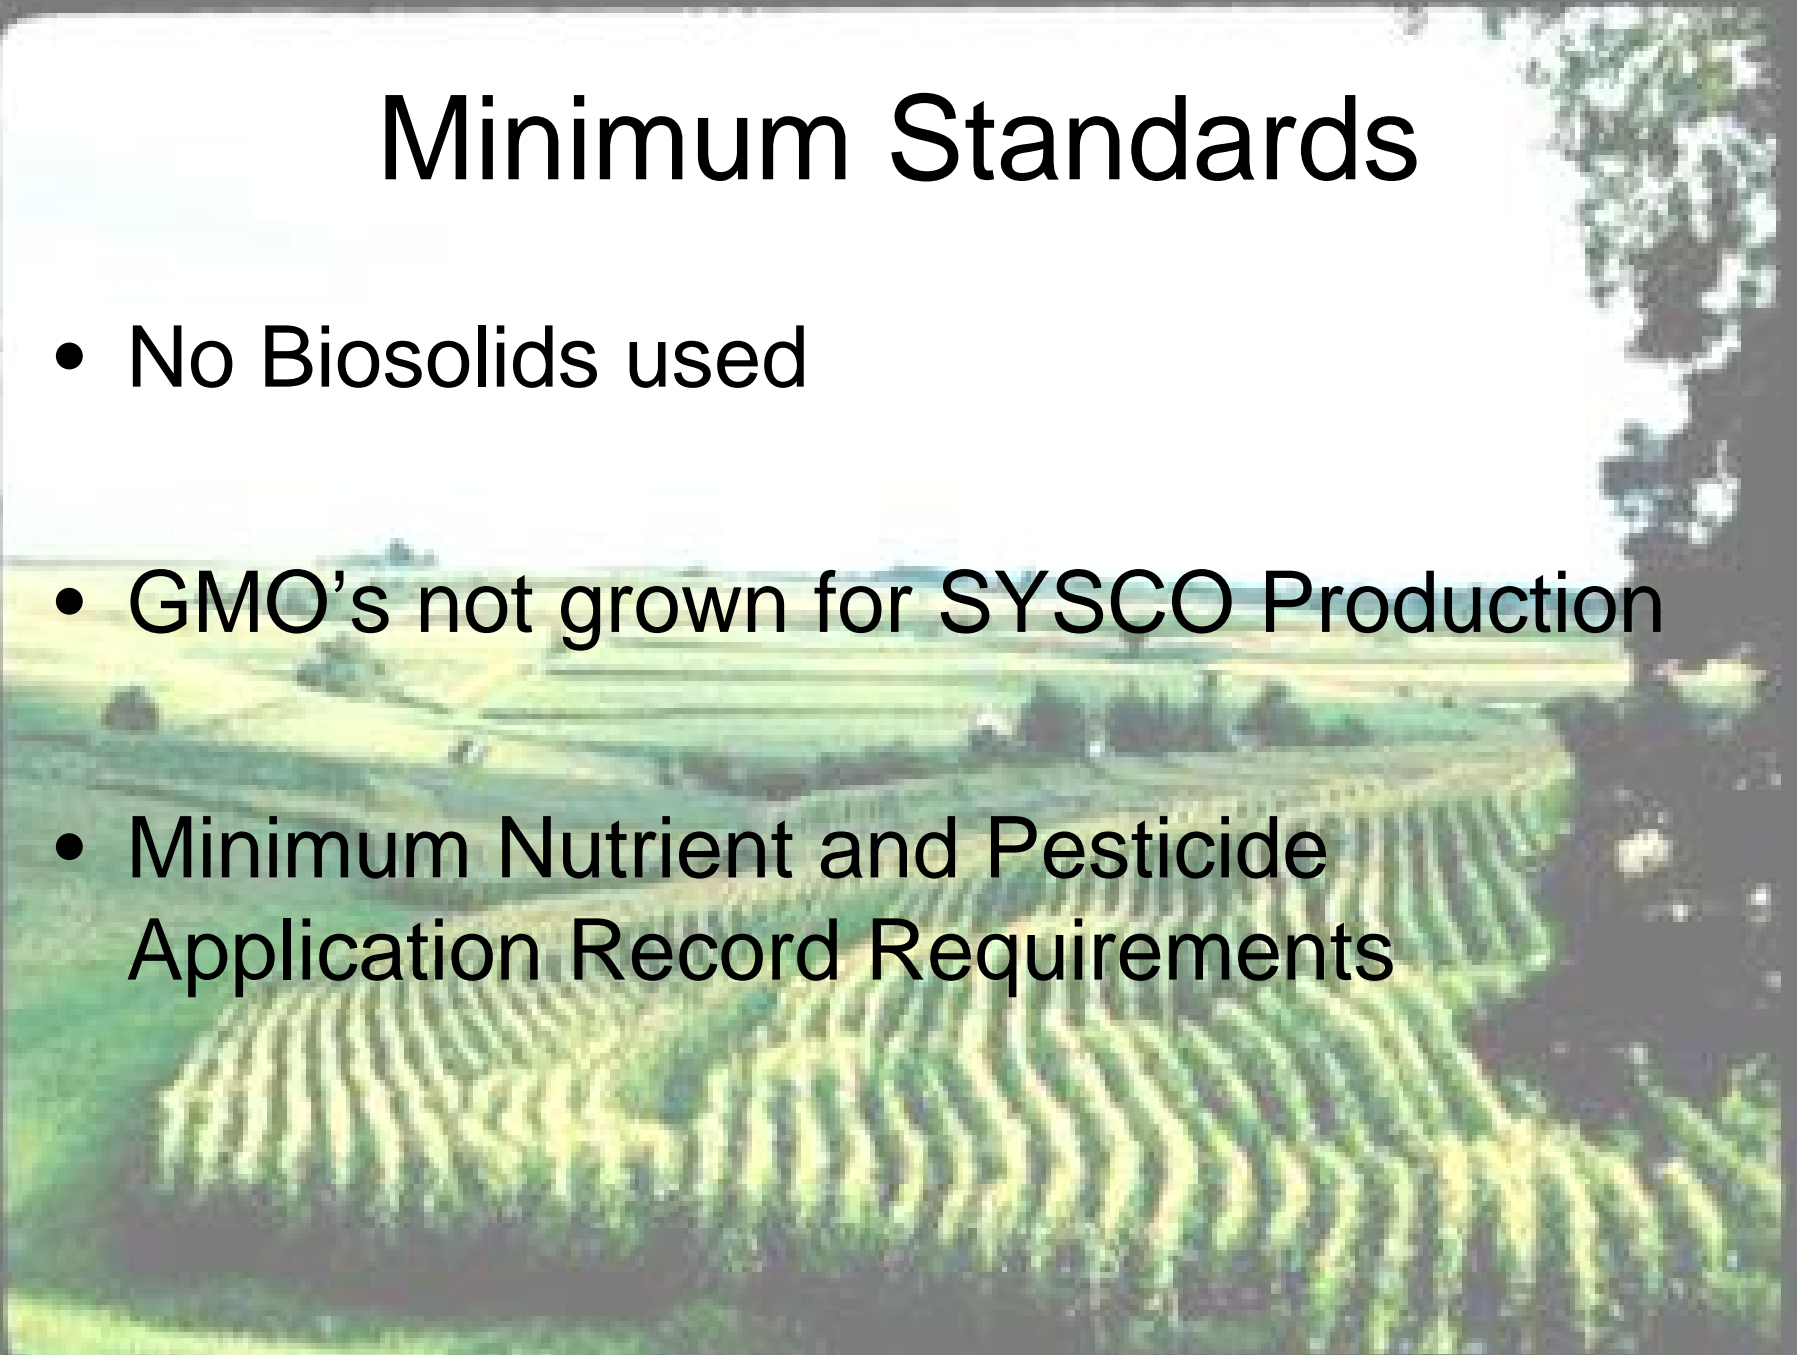 Minimum Standards
• No Biosolids used
• GMO’s not grown for SYSCO Production
• Minimum Nutrient and Pesticide
Application Record Requirements